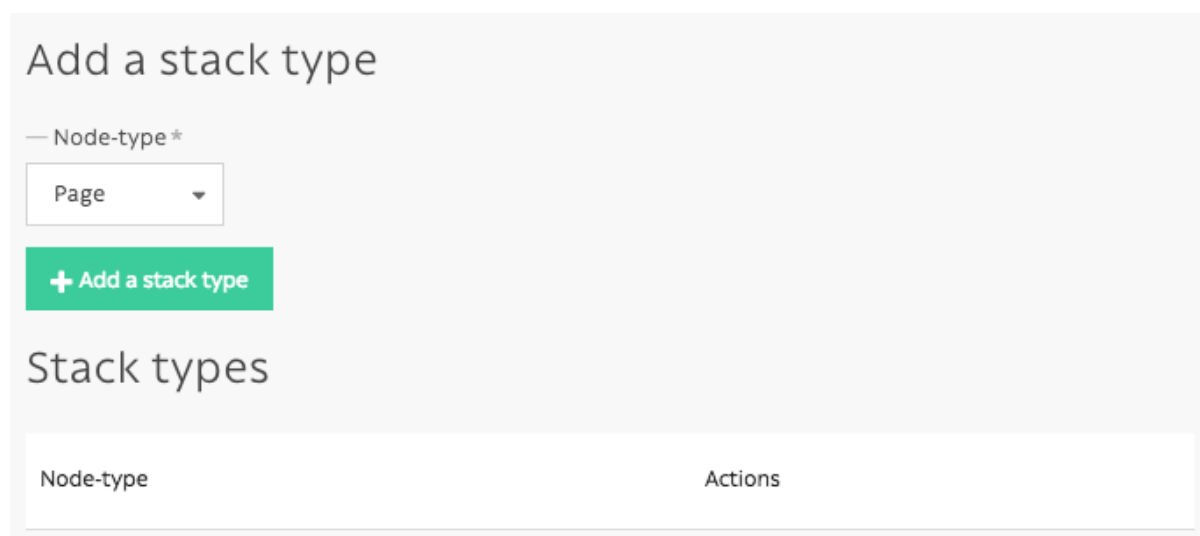 Add a stack type
— Node-type *
Page
+ Add a stack type
Stack types
Node-type Actions